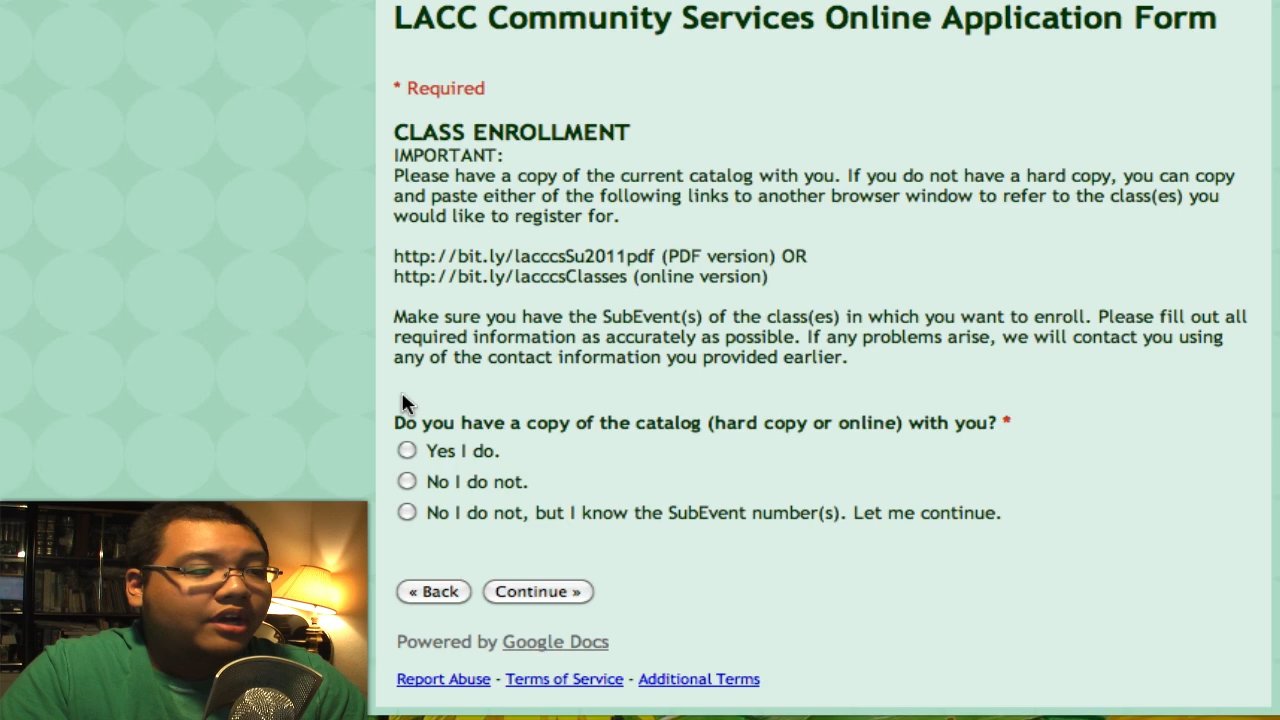 LACC Community Services Online Application Form
* Required
CLASS ENROLLMENT
IMPORTANT:
Please have a copy of the current catalog with you. If you do not have a hard copy, you can copy
and paste either of the following links to another browser window to refer to the class(es) you
would like to register for.
http://bit.ly/lacccsSu2011pdf (PDF version) OR
http://bit.ly/lacccsClasses (online version)
Make sure you have the SubEvent(s) of the class(es) in which you want to enroll. Please fill out all
required information as accurately as possible. If any problems arise, we will contact you using
any of the contact information you provided earlier.
Do you have a copy of the catalog (hard copy or online) with you? *
Yes I do.
No I do not.
No I do not, but I know the SubEvent number(s). Let me continue.
« Back Continue »
Powered by Google Docs
Report Abuse - Terms of Service - Additional Terms